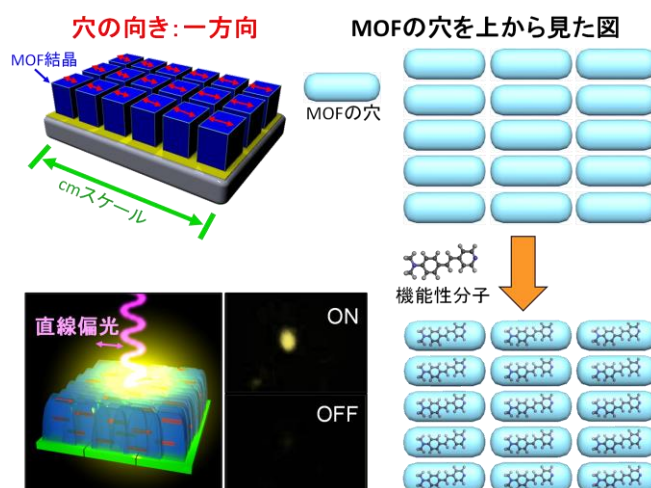 穴の向き：一方向
MOF結晶
cmスケール
MOFの穴を上から見た図
MOFの穴
機能性分子
直線偏光
ON
OFF